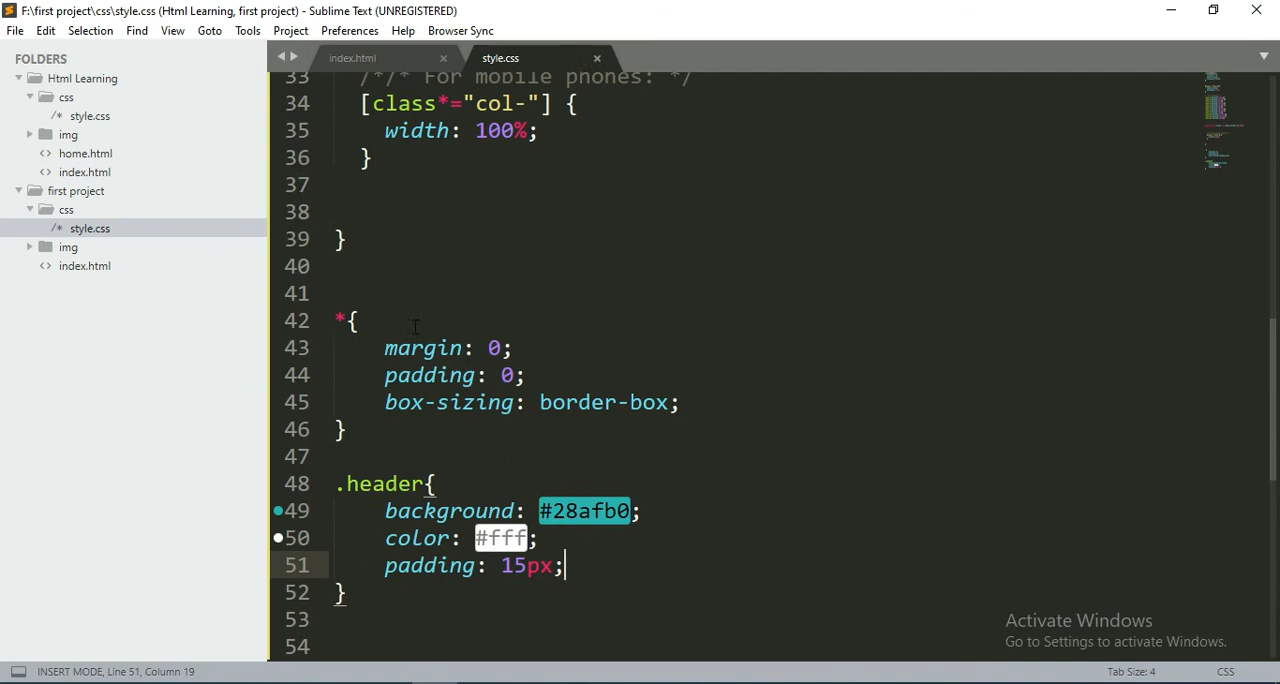 F:\first project\css\style.css (Html Learning, first project) - Sublime Text (UNREGISTERED)
File Edit Selection Find View Goto Tools Project Preferences Help Browser Sync
FOLDERS
Html Learning
css
/* style.css
img
<> home.html
<> index.html
first project
css
/* style.css
img
<> index.html
index.html
style.css
33 /*/* For mobile phones: */
34 [class*="col-"] {
35 width: 100%;
36 }
37
38
39 }
40
41
42 *{
43 margin: 0;
44 padding: 0;
45 box-sizing: border-box;
46 }
47
48 .header{
49 background: #28afb0;
50 color: #fff;
51 padding: 15px;
52 }
53
54
Activate Windows
Go to Settings to activate Windows.
INSERT MODE, Line 51, Column 19
Tab Size: 4
CSS